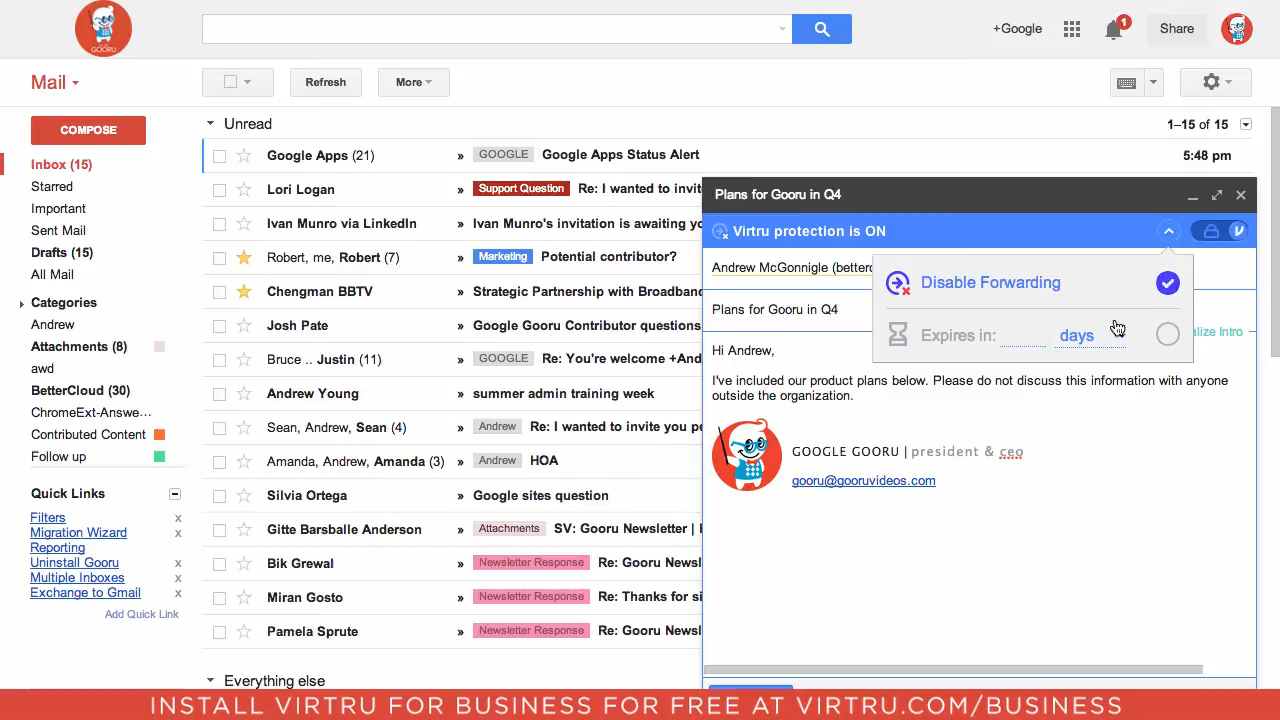 GOORU
+Google
1
Share
Mail
Refresh
More
COMPOSE
Inbox (15)
Starred
Important
Sent Mail
Drafts (15)
All Mail
Categories
Andrew
Attachments (8)
awd
BetterCloud (30)
ChromeExt-Answe...
Contributed Content
Follow up
Quick Links
Filters x
Migration Wizard x
Reporting
Uninstall Gooru x
Multiple Inboxes x
Exchange to Gmail x
Add Quick Link
Unread
1–15 of 15
Google Apps (21) » GOOGLE Google Apps Status Alert 5:48 pm
Lori Logan » Support Question Re: I wanted to invit
Ivan Munro via LinkedIn » Ivan Munro's invitation is awaiting yo
Robert, me, Robert (7) » Marketing Potential contributor?
Chengman BBTV » Strategic Partnership with Broadban
Josh Pate » Google Gooru Contributor questions
Bruce .. Justin (11) » GOOGLE Re: You're welcome +And
Andrew Young » summer admin training week
Sean, Andrew, Sean (4) » Andrew Re: I wanted to invite you pe
Amanda, Andrew, Amanda (3) » Andrew HOA
Silvia Ortega » Google sites question
Gitte Barsballe Anderson » Attachments SV: Gooru Newsletter |
Bik Grewal » Newsletter Response Re: Gooru News
Miran Gosto » Newsletter Response Re: Thanks for si
Pamela Sprute » Newsletter Response Re: Gooru Newsl
Everything else
Plans for Gooru in Q4
Virtru protection is ON
Andrew McGonnigle (betterc
Disable Forwarding
Plans for Gooru in Q4
Expires in: days
alize Intro
Hi Andrew,
I've included our product plans below. Please do not discuss this information with anyone
outside the organization.
GOOGLE GOORU | president & ceo
gooru@gooruvideos.com
INSTALL VIRTRU FOR BUSINESS FOR FREE AT VIRTRU.COM/BUSINESS